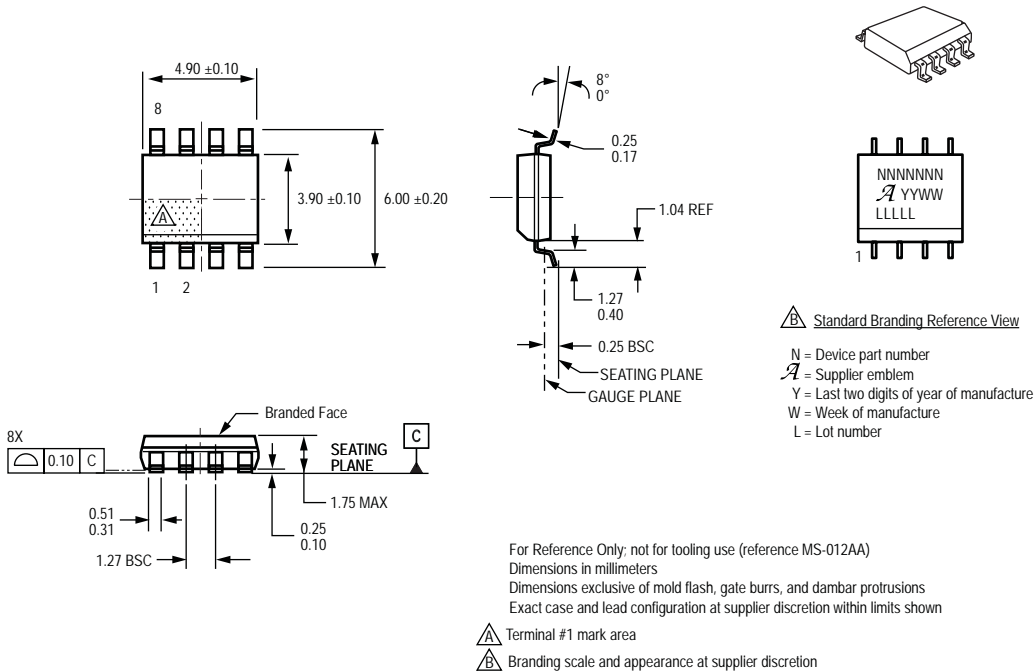 4.90 ±0.10
8
3.90 ±0.10
6.00 ±0.20
A
1 2
8°
0°
0.25
0.17
1.04 REF
1.27
0.40
0.25 BSC
SEATING PLANE
GAUGE PLANE
NNNNNNN
A YYWW
LLLLL
1
B Standard Branding Reference View
N = Device part number
A = Supplier emblem
Y = Last two digits of year of manufacture
W = Week of manufacture
L = Lot number
Branded Face
8X
0.10 C
SEATING
PLANE
C
1.75 MAX
0.51
0.31
0.25
0.10
1.27 BSC
For Reference Only; not for tooling use (reference MS-012AA)
Dimensions in millimeters
Dimensions exclusive of mold flash, gate burrs, and dambar protrusions
Exact case and lead configuration at supplier discretion within limits shown
A Terminal #1 mark area
B Branding scale and appearance at supplier discretion